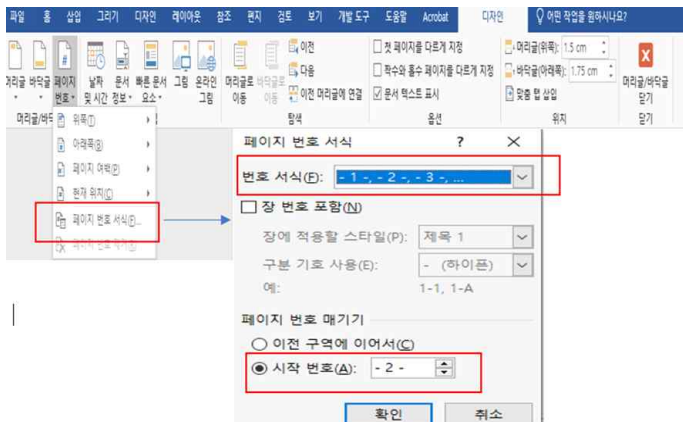 파일 홈 삽입 그리기 디자인 레이아웃 참조 편지 검토 보기 개발 도구 도움말 Acrobat 디자인 어떤 작업을 원하시나요?
머리글 바닥글 페이지 번호 날짜 및 시간 문서 정보 빠른 문서 요소 그림 온라인 그림 머리글로 이동 바닥글로 이동
이전
다음
이전 머리글에 연결
첫 페이지를 다르게 지정
짝수와 홀수 페이지를 다르게 지정
문서 텍스트 표시
머리글(위쪽): 1.5 cm
바닥글(아래쪽): 1.75 cm
맞춤 탭 삽입
머리글/바닥글 닫기
머리글/바닥 탐색 옵션 위치 닫기
위쪽(T)
아래쪽(B)
페이지 여백(P)
현재 위치(C)
페이지 번호 서식(F)...
페이지 번호 서식 ? ×
번호 서식(F): - 1 -, - 2 -, - 3 -, ...
장 번호 포함(N)
장에 적용할 스타일(P): 제목 1
구분 기호 사용(E): - (하이픈)
예: 1-1, 1-A
페이지 번호 매기기
이전 구역에 이어서(C)
시작 번호(A): - 2 -
확인 취소